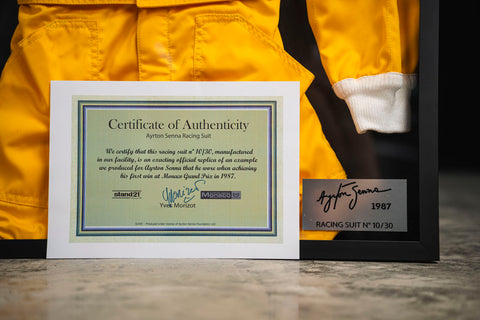 Certificate of Authenticity
Ayrton Senna Racing Suit
We certify that this racing suit n° 10/30, manufactured
in our facility, is an exacting official replica of an example
we produced for Ayrton Senna that he wore when achieving
his first win at Monaco Grand Prix in 1987.
stand21
Yves Morizot
Ayrton Senna
1987
RACING SUIT N° 10/30